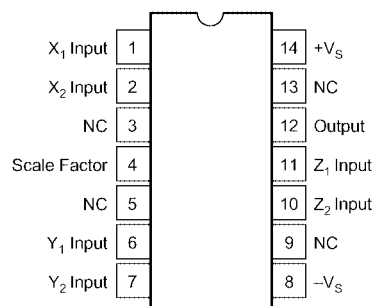 X₁ Input 1 14 +Vₛ
X₂ Input 2 13 NC
NC 3 12 Output
Scale Factor 4 11 Z₁ Input
NC 5 10 Z₂ Input
Y₁ Input 6 9 NC
Y₂ Input 7 8 –Vₛ